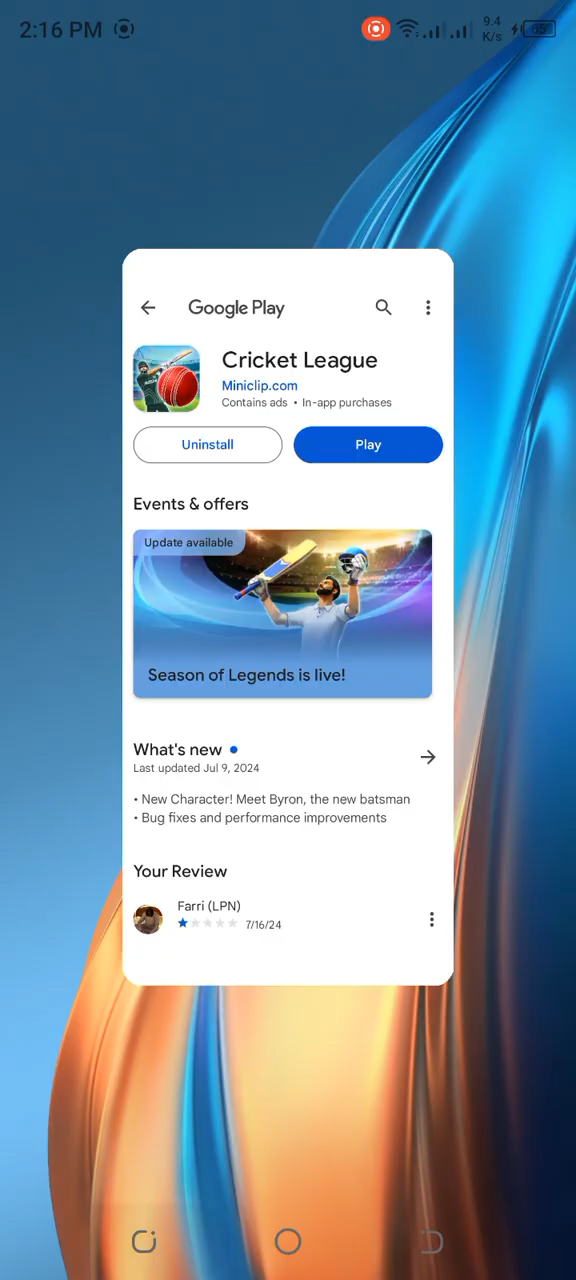 2:16 PM
9.4
K/s
85
Google Play
Cricket League
Miniclip.com
Contains ads • In-app purchases
Uninstall
Play
Events & offers
Update available
Season of Legends is live!
What's new
Last updated Jul 9, 2024
• New Character! Meet Byron, the new batsman
• Bug fixes and performance improvements
Your Review
Farri (LPN)
7/16/24